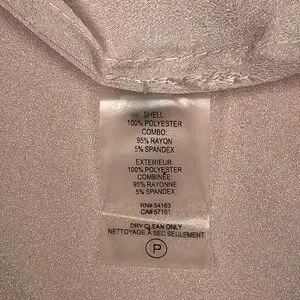 SHELL:
100% POLYESTER
COMBO:
95% RAYON
5% SPANDEX
EXTERIEUR:
100% POLYESTER
COMBINÉE:
95% RAYONNE
5% SPANDEX
RN# 54163
CA# 57151
DRY CLEAN ONLY
NETTOYAGE À SEC SEULEMENT
P